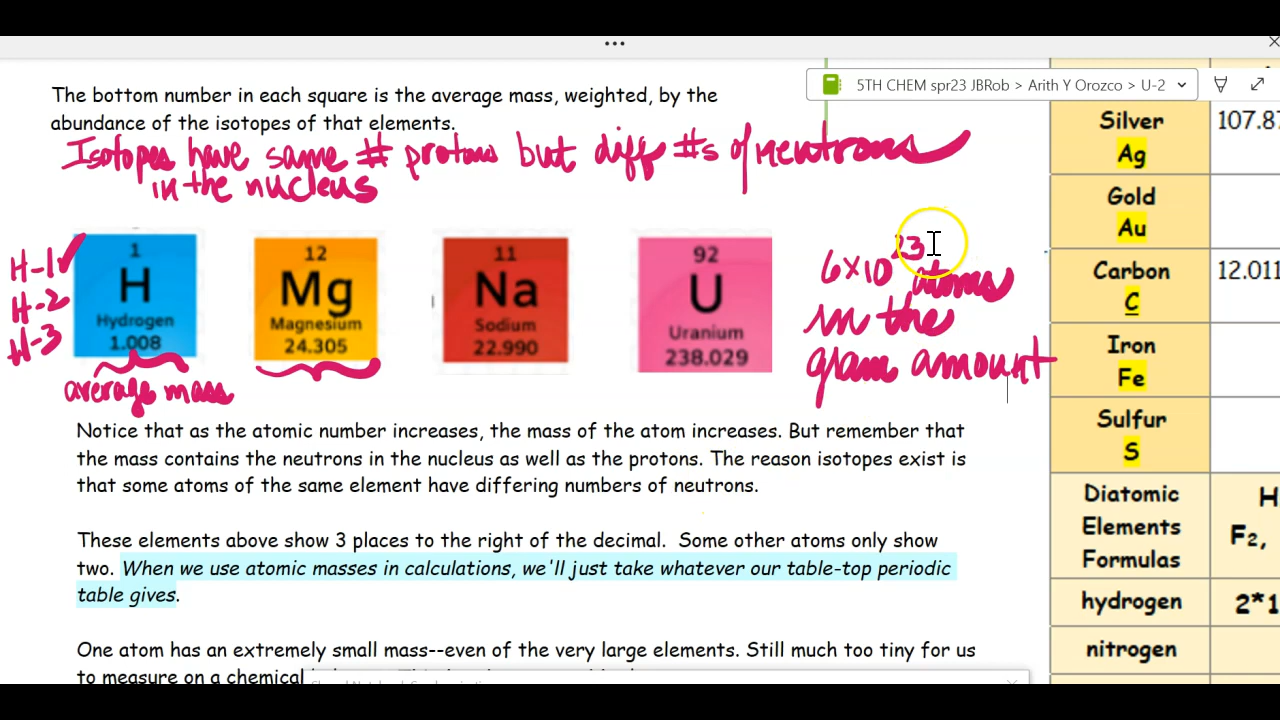 The bottom number in each square is the average mass, weighted, by the
abundance of the isotopes of that elements.
5TH CHEM spr23 JBRob > Arith Y Orozco > U-2
Isotopes have same # protons but diff #s of neutrons
in the nucleus
H-1
H-2
H-3
1
H
Hydrogen
1.008
average mass
12
Mg
Magnesium
24.305
11
Na
Sodium
22.990
92
U
Uranium
238.029
6x10²³ atoms
in the
gram amount
Notice that as the atomic number increases, the mass of the atom increases. But remember that
the mass contains the neutrons in the nucleus as well as the protons. The reason isotopes exist is
that some atoms of the same element have differing numbers of neutrons.
These elements above show 3 places to the right of the decimal. Some other atoms only show
two. When we use atomic masses in calculations, we'll just take whatever our table-top periodic
table gives.
One atom has an extremely small mass--even of the very large elements. Still much too tiny for us
to measure on a chemical
Silver
Ag
107.87
Gold
Au
Carbon
C
12.011
Iron
Fe
Sulfur
S
Diatomic
Elements
Formulas
H
F₂,
hydrogen
2*1
nitrogen